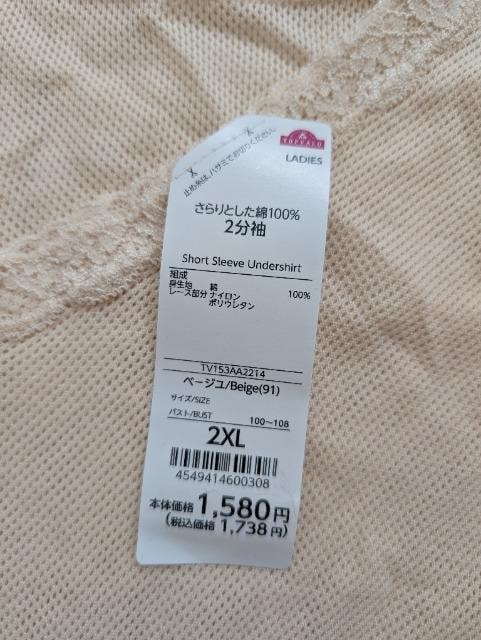 TOPVALU
LADIES
止め糸は、ハサミでお切りください。
さらりとした綿100%
2分袖
Short Sleeve Undershirt
組成
身生地 綿 100%
レース部分 ナイロン
ポリウレタン
TV153AA2214
ベージュ/Beige(91)
サイズ/SIZE
バスト/BUST 100~108
2XL
4549414600308
本体価格 1,580円
(税込価格 1,738円)